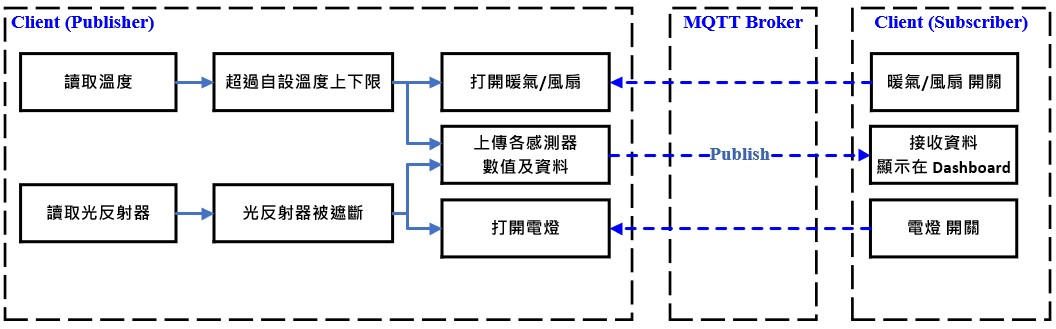 Client (Publisher)
MQTT Broker
Client (Subscriber)
讀取溫度
超過自設溫度上下限
打開暖氣/風扇
暖氣/風扇 開關
上傳各感測器
數值及資料
Publish
接收資料
顯示在 Dashboard
讀取光反射器
光反射器被遮斷
打開電燈
電燈 開關